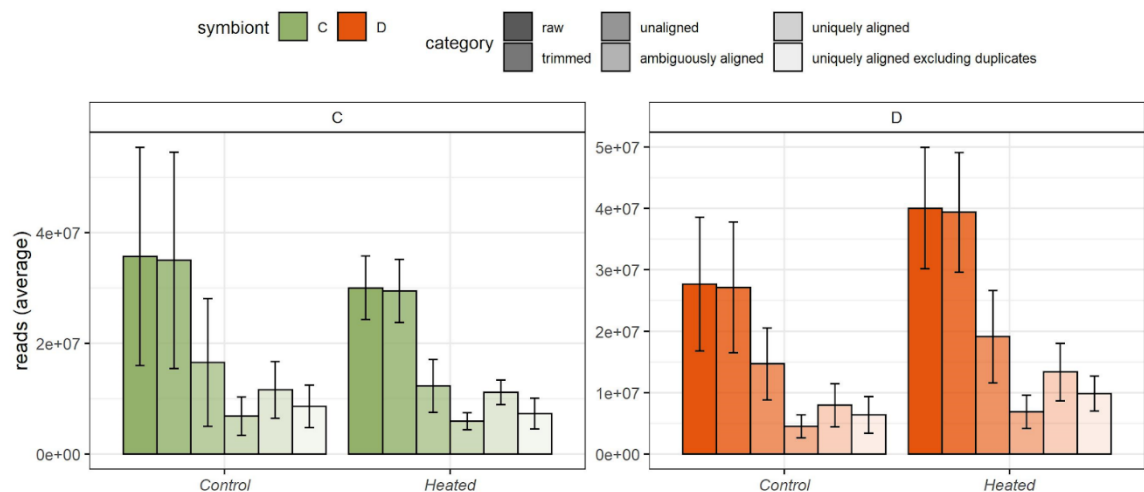 symbiont C D
category raw unaligned uniquely aligned
trimmed ambiguously aligned uniquely aligned excluding duplicates
C
D
reads (average)
4e+07
2e+07
0e+00
5e+07
4e+07
3e+07
2e+07
1e+07
0e+00
Control Heated
Control Heated